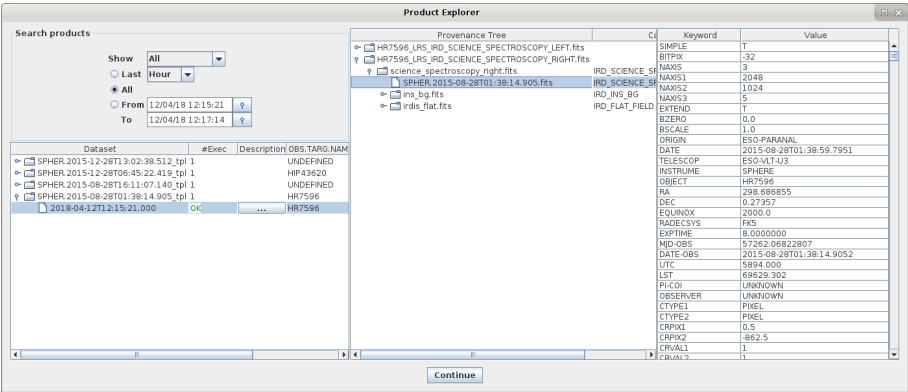 Product Explorer
Search products
Show All
Last Hour
All
From 12/04/18 12:15:21
To 12/04/18 12:17:14
Dataset #Exec Description OBS.TARG.NAM
SPHER.2015-12-28T13:02:38.512_tpl 1 UNDEFINED
SPHER.2015-12-28T06:45:22.419_tpl 1 HIP43620
SPHER.2015-08-28T16:11:07.140_tpl 1 UNDEFINED
SPHER.2015-08-28T01:38:14.905_tpl 1 HR7596
2018-04-12T12:15:21.000 OK ... HR7596
Provenance Tree Ca
HR7596_LRS_IRD_SCIENCE_SPECTROSCOPY_LEFT.fits
HR7596_LRS_IRD_SCIENCE_SPECTROSCOPY_RIGHT.fits
science_spectroscopy_right.fits IRD_SCIENCE_SP
SPHER.2015-08-28T01:38:14.905.fits IRD_SCIENCE_SP
ins_bg.fits IRD_INS_BG
irdis_flat.fits IRD_FLAT_FIELD
Keyword Value
SIMPLE T
BITPIX -32
NAXIS 3
NAXIS1 2048
NAXIS2 1024
NAXIS3 5
EXTEND T
BZERO 0.0
BSCALE 1.0
ORIGIN ESO-PARANAL
DATE 2015-08-28T01:38:59.7951
TELESCOP ESO-VLT-U3
INSTRUME SPHERE
OBJECT HR7596
RA 298.686855
DEC 0.27357
EQUINOX 2000.0
RADECSYS FK5
EXPTIME 8.0000000
MJD-OBS 57262.06822807
DATE-OBS 2015-08-28T01:38:14.9052
UTC 5894.000
LST 69629.302
PI-COI UNKNOWN
OBSERVER UNKNOWN
CTYPE1 PIXEL
CTYPE2 PIXEL
CRPIX1 0.5
CRPIX2 -862.5
CRVAL1 1
CRVAL2 1
Continue